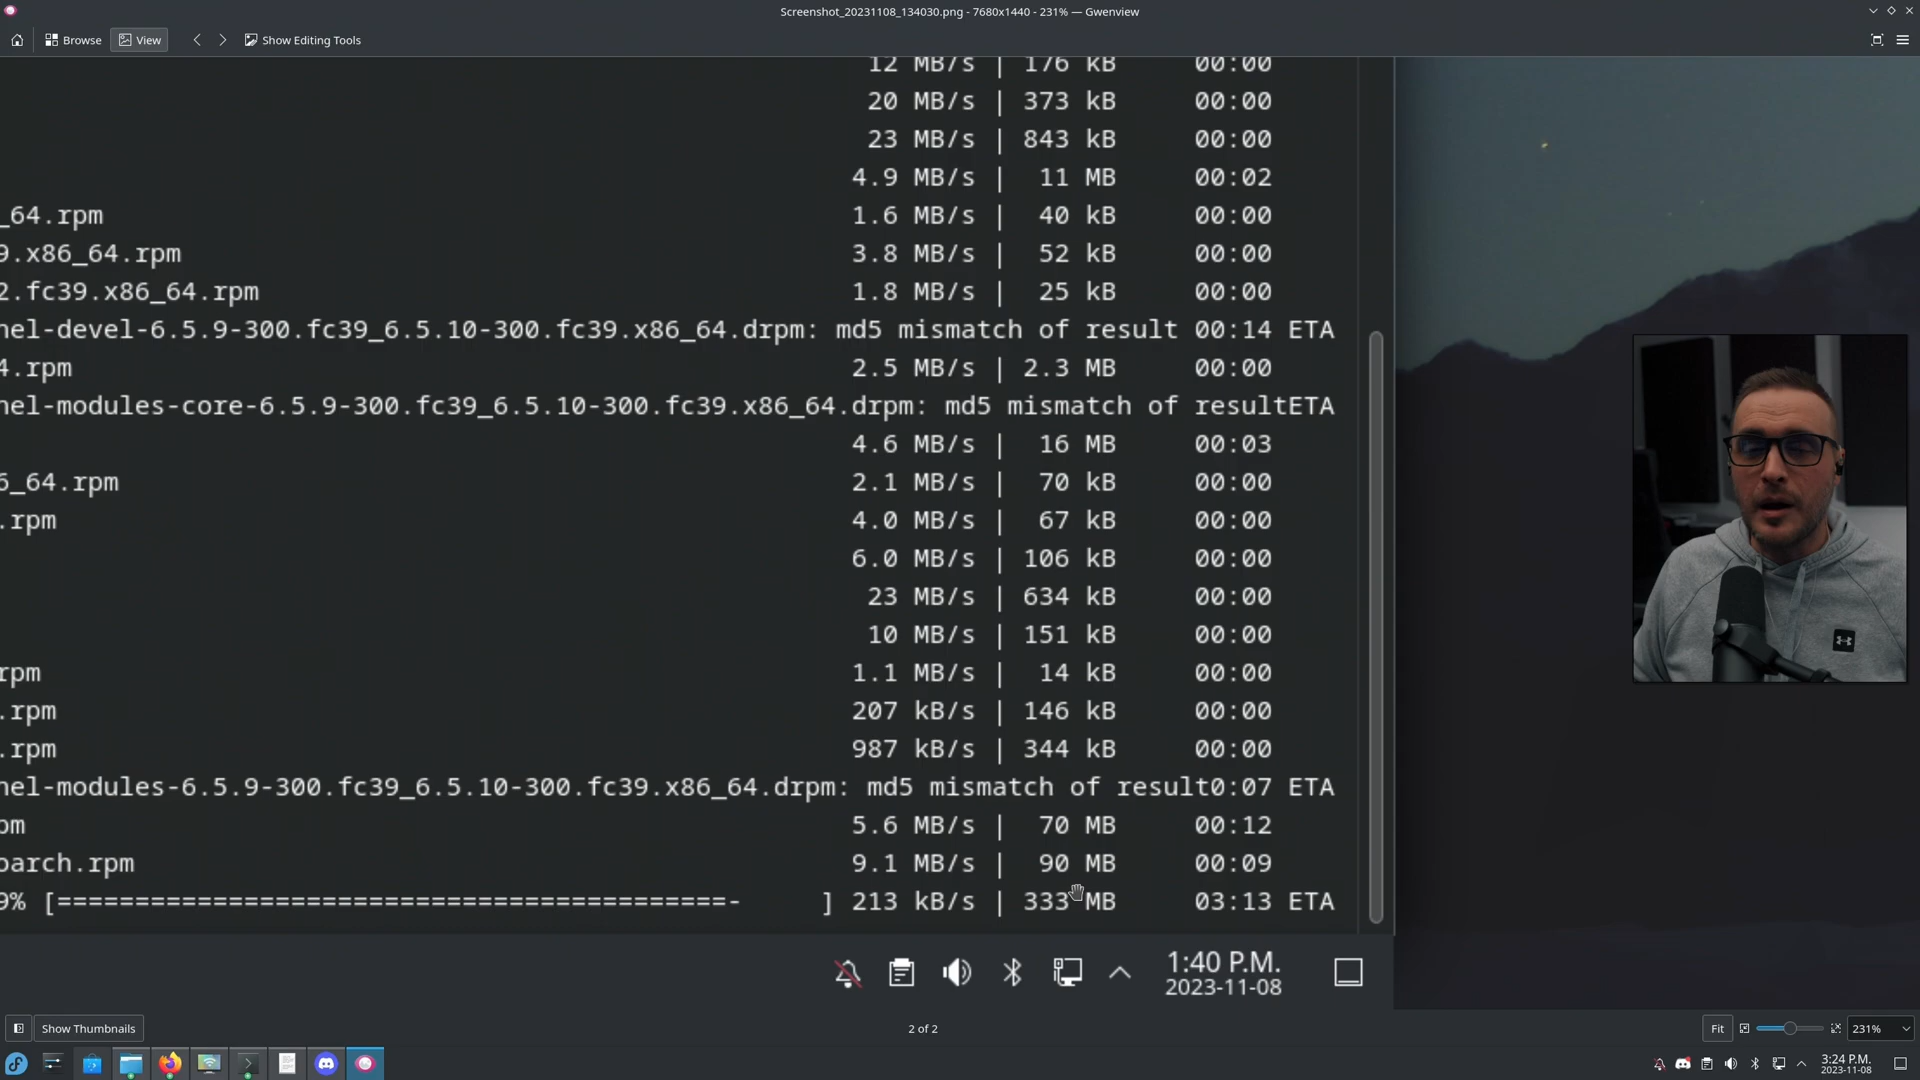 Screenshot_20231108_134030.png - 7680x1440 - 231% — Gwenview
Browse View Show Editing Tools
12 MB/s | 176 kB 00:00
20 MB/s | 373 kB 00:00
23 MB/s | 843 kB 00:00
4.9 MB/s | 11 MB 00:02
_64.rpm 1.6 MB/s | 40 kB 00:00
9.x86_64.rpm 3.8 MB/s | 52 kB 00:00
2.fc39.x86_64.rpm 1.8 MB/s | 25 kB 00:00
nel-devel-6.5.9-300.fc39_6.5.10-300.fc39.x86_64.drpm: md5 mismatch of result 00:14 ETA
4.rpm 2.5 MB/s | 2.3 MB 00:00
nel-modules-core-6.5.9-300.fc39_6.5.10-300.fc39.x86_64.drpm: md5 mismatch of resultETA
4.6 MB/s | 16 MB 00:03
6_64.rpm 2.1 MB/s | 70 kB 00:00
.rpm 4.0 MB/s | 67 kB 00:00
6.0 MB/s | 106 kB 00:00
23 MB/s | 634 kB 00:00
10 MB/s | 151 kB 00:00
rpm 1.1 MB/s | 14 kB 00:00
.rpm 207 kB/s | 146 kB 00:00
.rpm 987 kB/s | 344 kB 00:00
nel-modules-6.5.9-300.fc39_6.5.10-300.fc39.x86_64.drpm: md5 mismatch of result0:07 ETA
pm 5.6 MB/s | 70 MB 00:12
oarch.rpm 9.1 MB/s | 90 MB 00:09
9% [===========================================- ] 213 kB/s | 333 MB 03:13 ETA
1:40 P.M.
2023-11-08
Show Thumbnails 2 of 2 Fit 231%
3:24 P.M.
2023-11-08